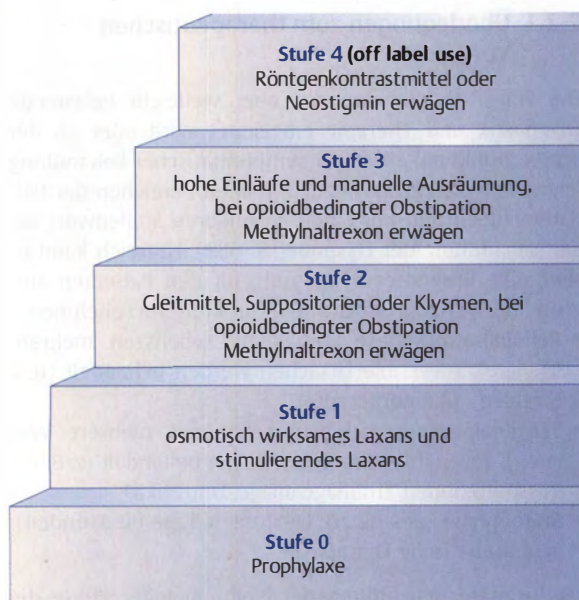 Stufe 4 (off label use)
Röntgenkontrastmittel oder
Neostigmin erwägen
Stufe 3
hohe Einläufe und manuelle Ausräumung,
bei opioidbedingter Obstipation
Methylnaltrexon erwägen
Stufe 2
Gleitmittel, Suppositorien oder Klysmen, bei
opioidbedingter Obstipation
Methylnaltrexon erwägen
Stufe 1
osmotisch wirksames Laxans und
stimulierendes Laxans
Stufe 0
Prophylaxe